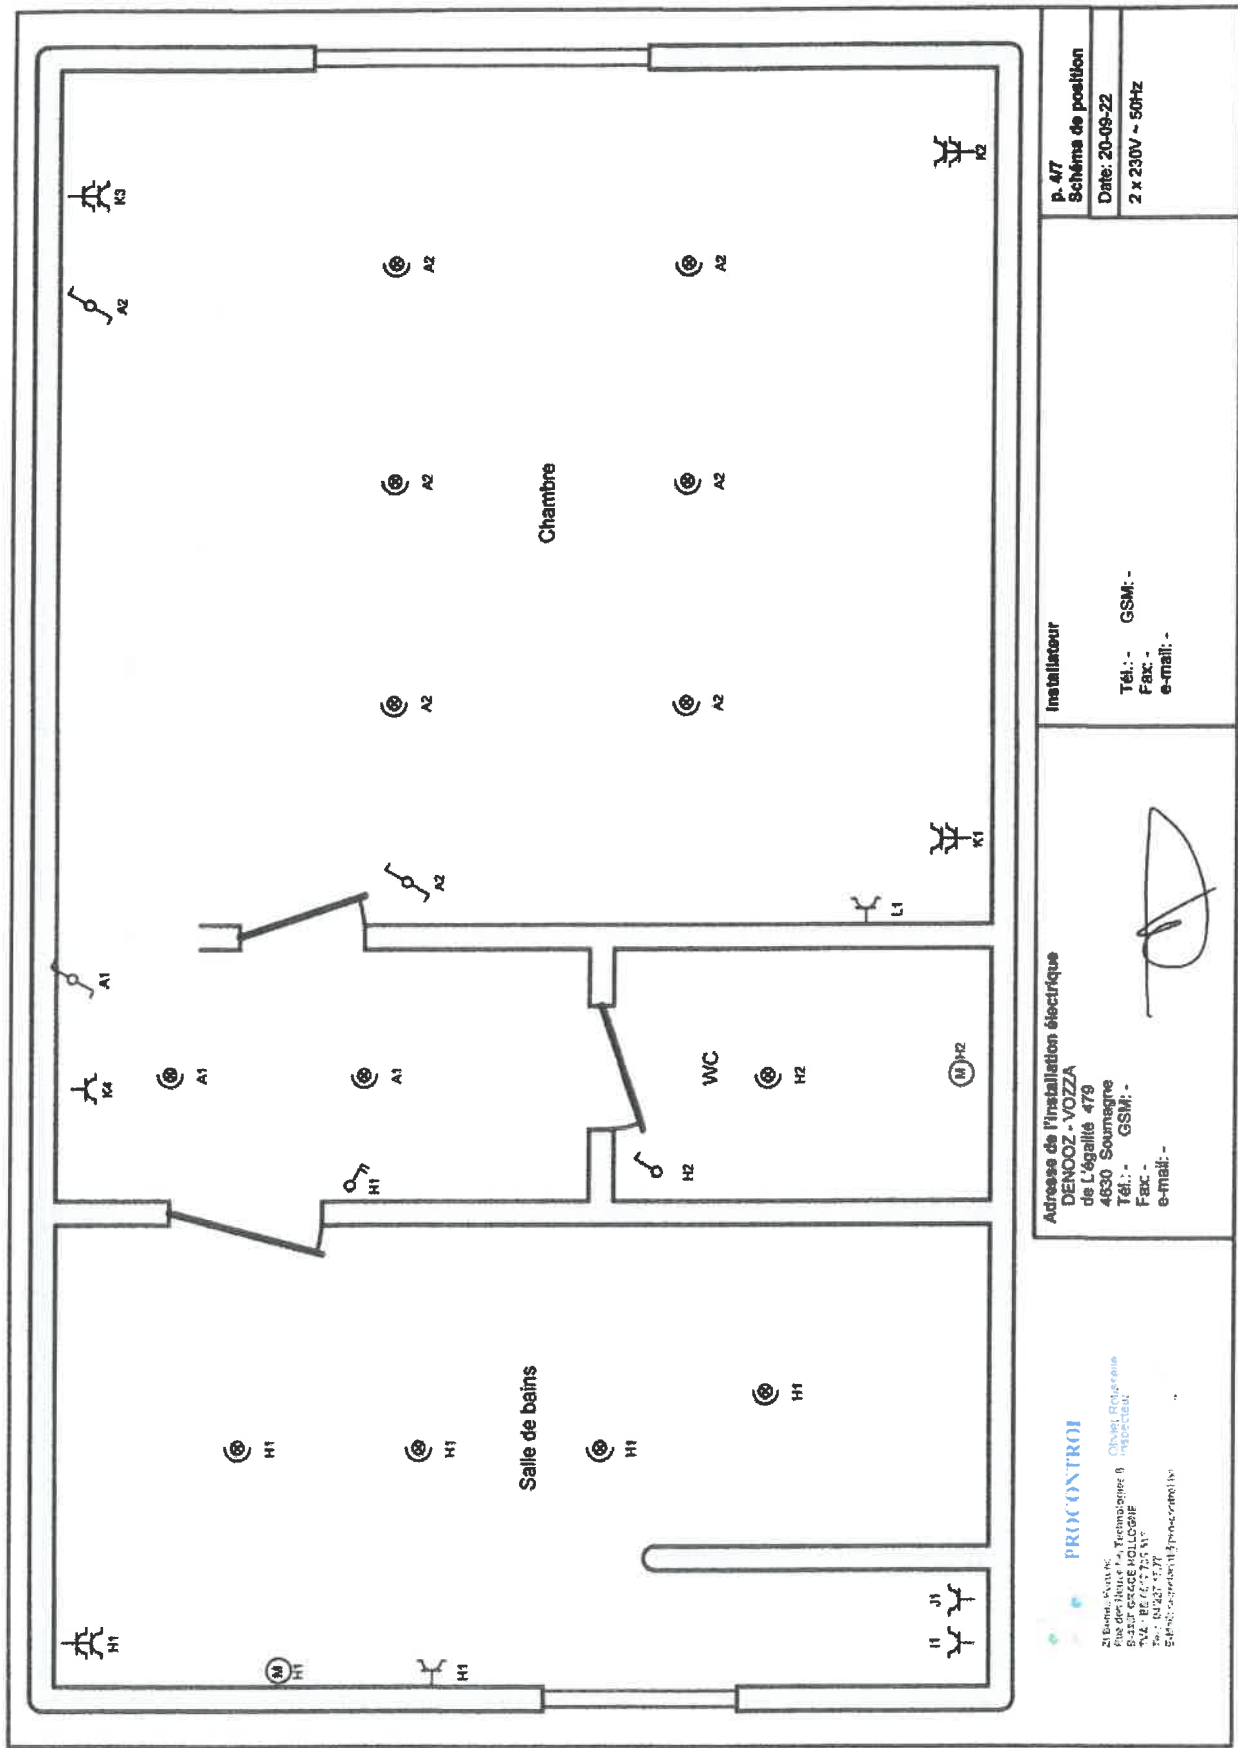 K3
A2
A2
A2
K2
A2
A2
Chambre
A2
A2
A2
K1
L1
A1
K4
A1
A1
WC
H2
M H2
H1
H2
Salle de bains
H1
H1
H1
H1
H1
M H1
H1
I1
J1
PROCONTROL
Olivier
Inspecteur
Adresse de l'installation électrique
DENOOZ - VOZZA
de L'égalité 479
4630 Soumagne
Tél.: - GSM: -
Fax: -
e-mail: -
Installateur
Tél.: - GSM: -
Fax: -
e-mail: -
p. 4/7
Schéma de position
Date: 20-09-22
2 x 230V ~ 50Hz